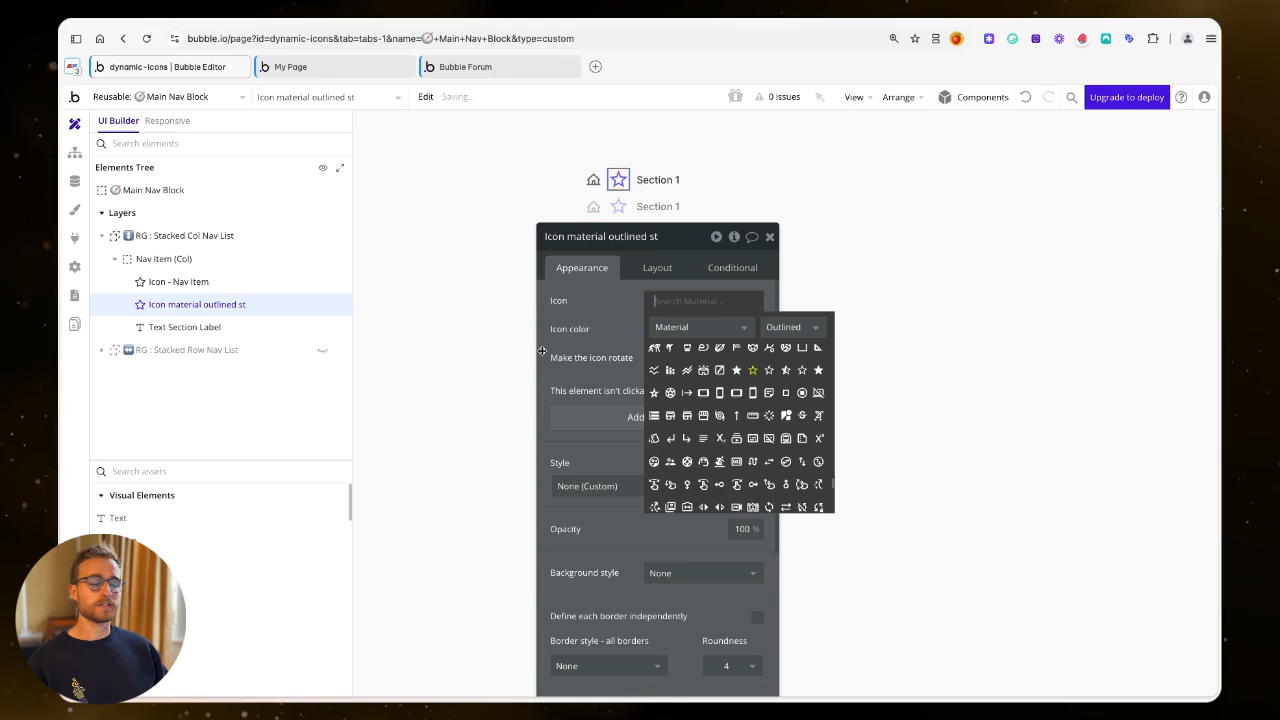 bubble.io/page?id=dynamic-icons&tab=tabs-1&name=🧭+Main+Nav+Block&type=custom
3
dynamic-icons | Bubble Editor
My Page
Bubble Forum
Reusable: 🧭 Main Nav Block
Icon material outlined st
Edit
Saving...
0 issues
View
Arrange
Components
Upgrade to deploy
UI Builder
Responsive
Search elements
Elements Tree
🧭 Main Nav Block
Layers
RG : Stacked Col Nav List
Nav Item (Col)
Icon - Nav Item
Icon material outlined st
Text Section Label
RG : Stacked Row Nav List
Search assets
Visual Elements
Text
Section 1
Section 1
Icon material outlined st
Appearance
Layout
Conditional
Icon
Search Material ...
Icon color
Material
Outlined
Make the icon rotate
This element isn't clicka
Add
Style
None (Custom)
Opacity
100 %
Background style
None
Define each border independently
Border style - all borders
Roundness
None
4